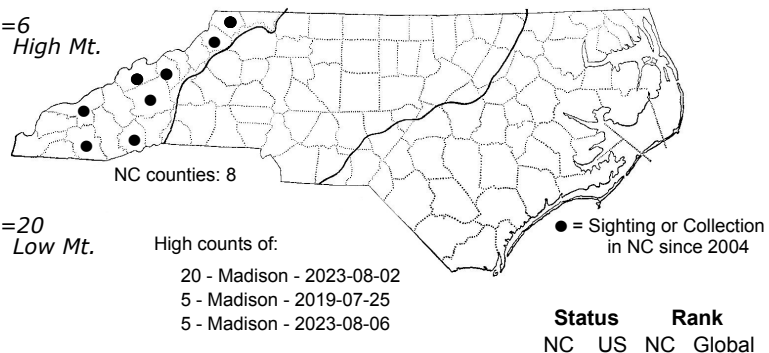 =6
High Mt.
NC counties: 8
=20
Low Mt.
High counts of:
20 - Madison - 2023-08-02
5 - Madison - 2019-07-25
5 - Madison - 2023-08-06
● = Sighting or Collection
in NC since 2004
Status Rank
NC US NC Global